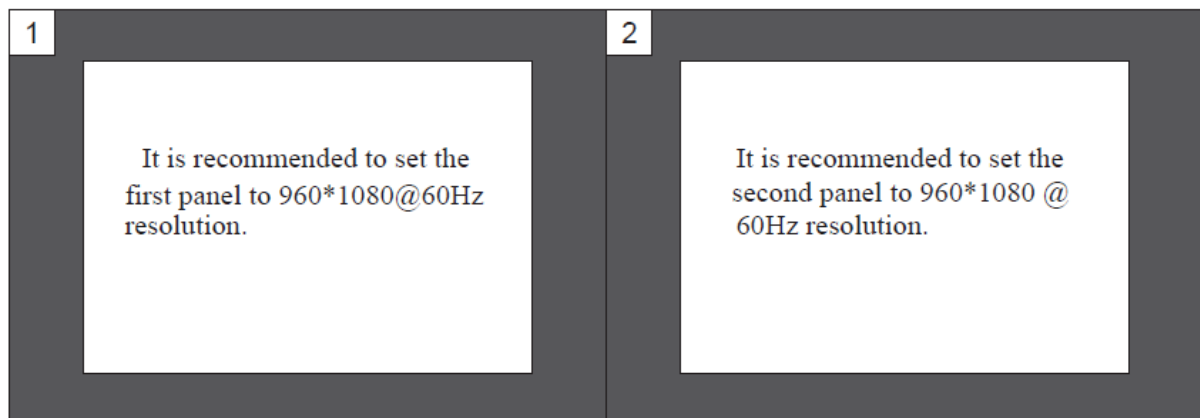 1
It is recommended to set the
first panel to 960*1080@60Hz
resolution.
2
It is recommended to set the
second panel to 960*1080 @
60Hz resolution.